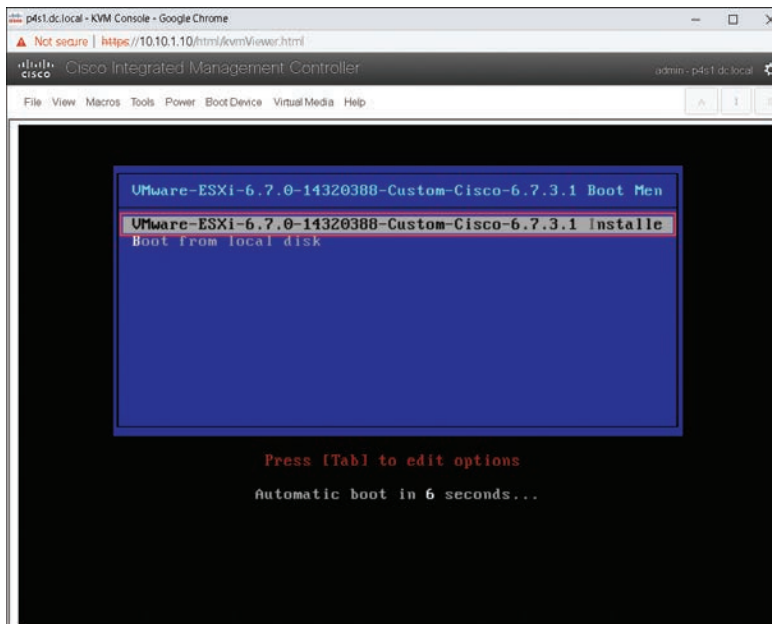 p4s1.dc.local - KVM Console - Google Chrome
Not secure | https://10.10.1.10/html/kvmViewer.html
cisco Cisco Integrated Management Controller admin - p4s1.dc.local
File View Macros Tools Power Boot Device Virtual Media Help
VMware-ESXi-6.7.0-14320388-Custom-Cisco-6.7.3.1 Boot Men
VMware-ESXi-6.7.0-14320388-Custom-Cisco-6.7.3.1 Installe
Boot from local disk
Press [Tab] to edit options
Automatic boot in 6 seconds...